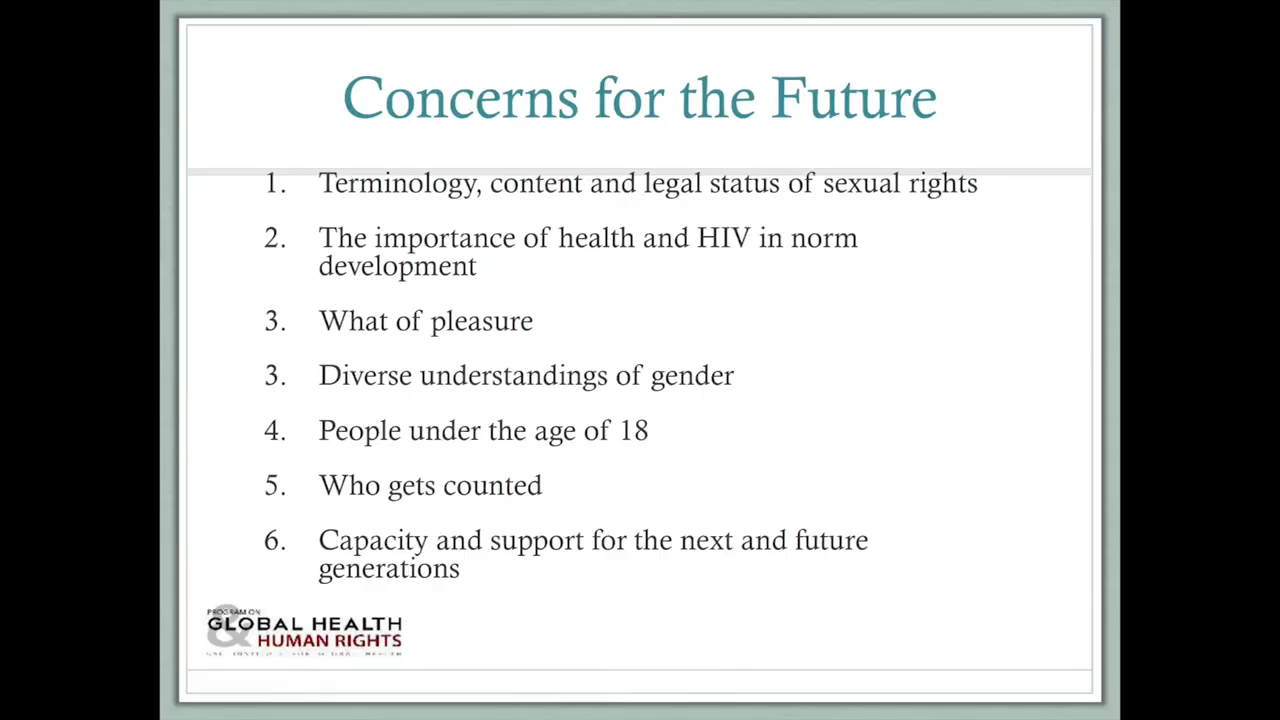 Concerns for the Future
1. Terminology, content and legal status of sexual rights
2. The importance of health and HIV in norm
development
3. What of pleasure
3. Diverse understandings of gender
4. People under the age of 18
5. Who gets counted
6. Capacity and support for the next and future
generations
PROGRAM ON
GLOBAL HEALTH
& HUMAN RIGHTS